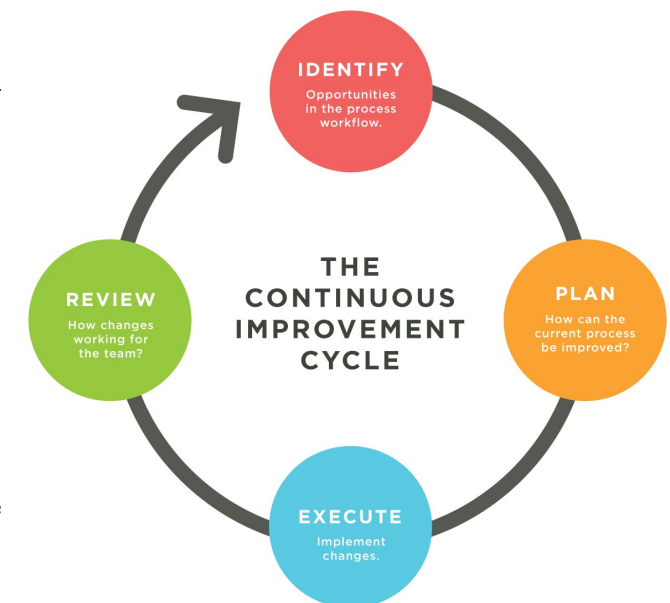 IDENTIFY
Opportunities
in the process
workflow.
THE
CONTINUOUS
IMPROVEMENT
CYCLE
PLAN
How can the
current process
be improved?
REVIEW
How changes
working for
the team?
EXECUTE
Implement
changes.